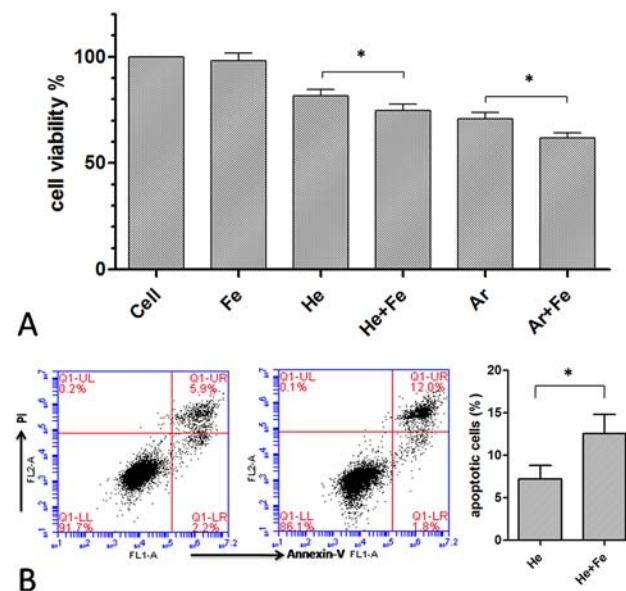 cell viability %
100
50
0
*
*
Cell
Fe
He
He+Fe
Ar
Ar+Fe
A
PI
FL2-A
Q1-UL
0.2%
Q1-UR
5.9%
Q1-LL
91.7%
Q1-LR
2.2%
FL1-A
FL2-A
Q1-UL
0.1%
Q1-UR
12.0%
Q1-LL
86.1%
Q1-LR
1.8%
FL1-A
Annexin-V
apoptotic cells (%)
20
15
10
5
0
*
He
He+Fe
B